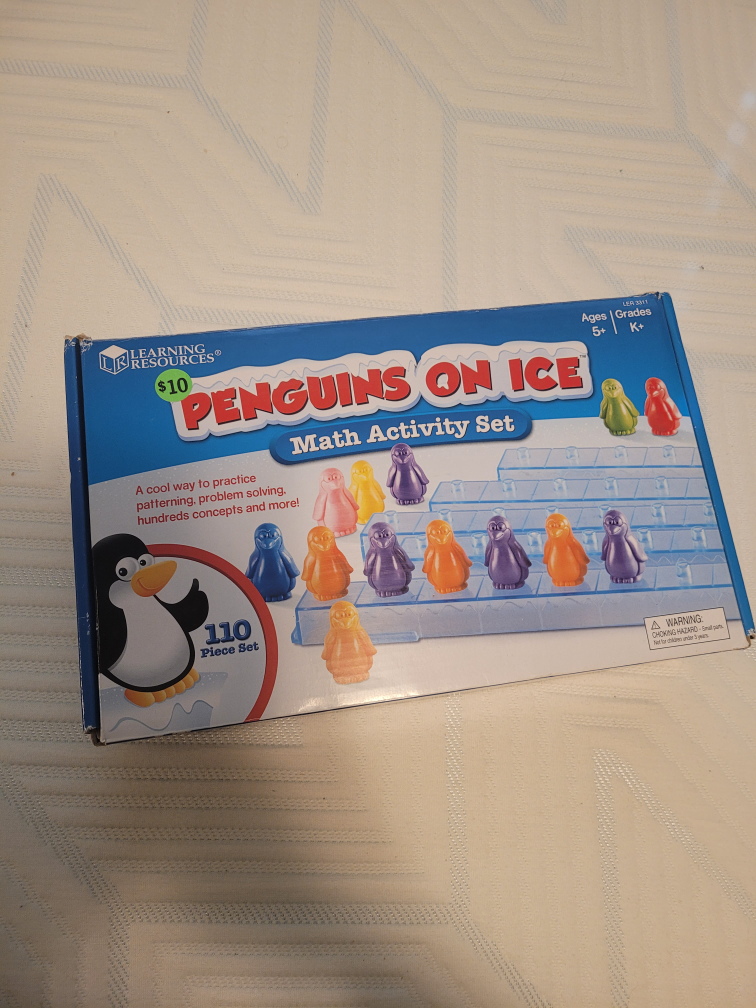 LER 3311
Ages Grades
5+ K+
LR LEARNING
RESOURCES®
$10
PENGUINS ON ICE™
Math Activity Set
A cool way to practice
patterning, problem solving,
hundreds concepts and more!
110
Piece Set
⚠ WARNING:
CHOKING HAZARD - Small parts.
Not for children under 3 years.